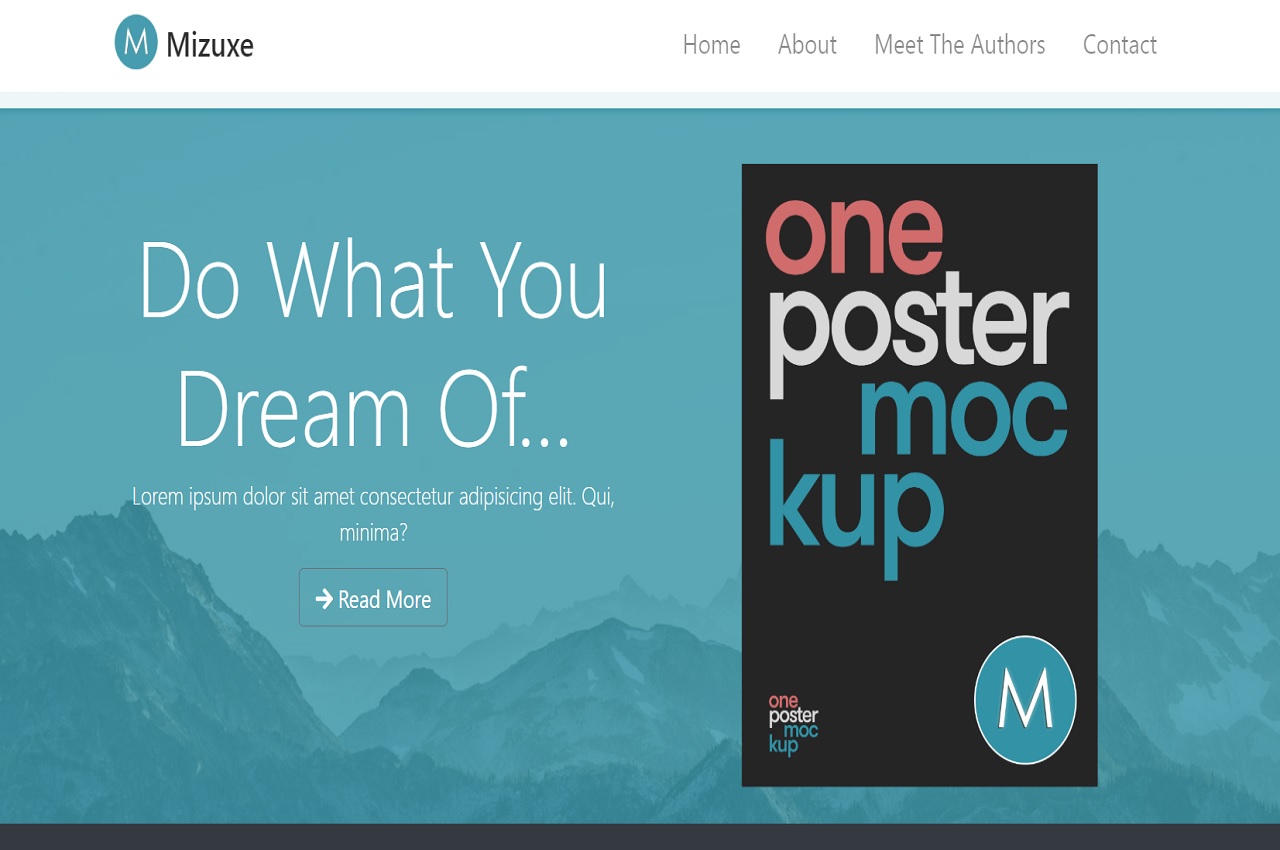 M Mizuxe
Home About Meet The Authors Contact
Do What You
Dream Of...
Lorem ipsum dolor sit amet consectetur adipisicing elit. Qui,
minima?
Read More
one
poster
moc
kup
one
poster
moc
kup
M